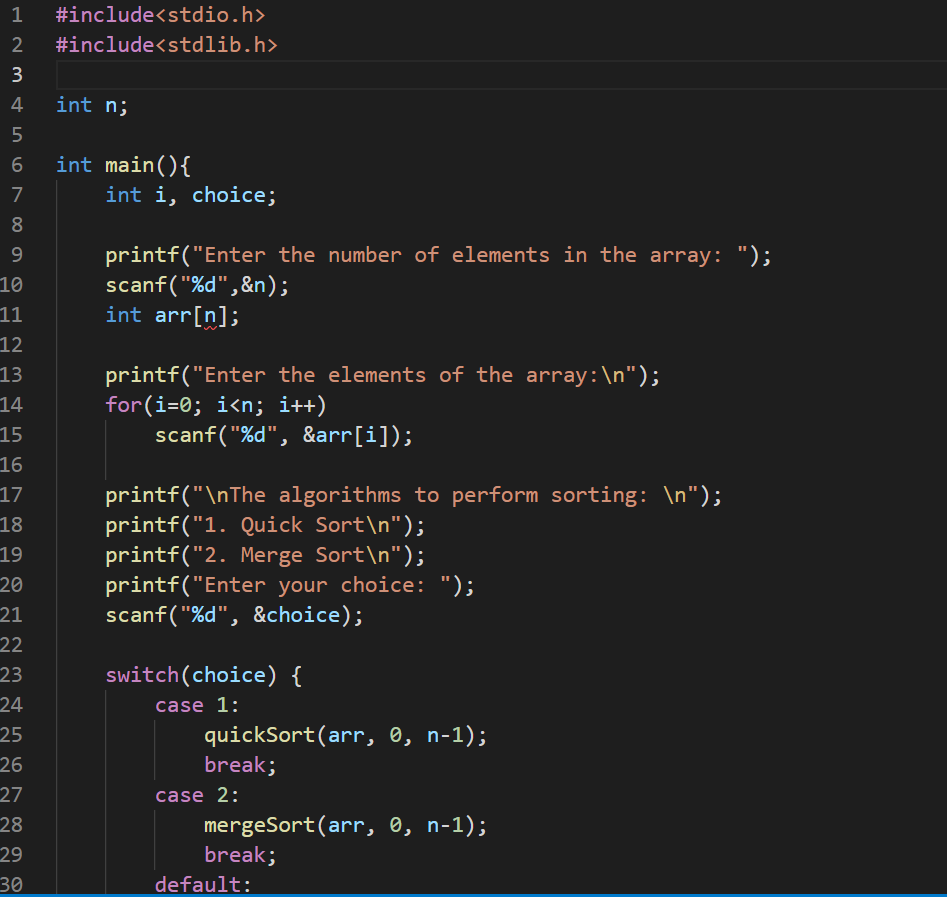 1 #include<stdio.h>
2 #include<stdlib.h>
3
4 int n;
5
6 int main(){
7     int i, choice;
8
9     printf("Enter the number of elements in the array: ");
10     scanf("%d",&n);
11     int arr[n];
12
13     printf("Enter the elements of the array:\n");
14     for(i=0; i<n; i++)
15         scanf("%d", &arr[i]);
16
17     printf("\nThe algorithms to perform sorting: \n");
18     printf("1. Quick Sort\n");
19     printf("2. Merge Sort\n");
20     printf("Enter your choice: ");
21     scanf("%d", &choice);
22
23     switch(choice) {
24         case 1:
25             quickSort(arr, 0, n-1);
26             break;
27         case 2:
28             mergeSort(arr, 0, n-1);
29             break;
30         default: